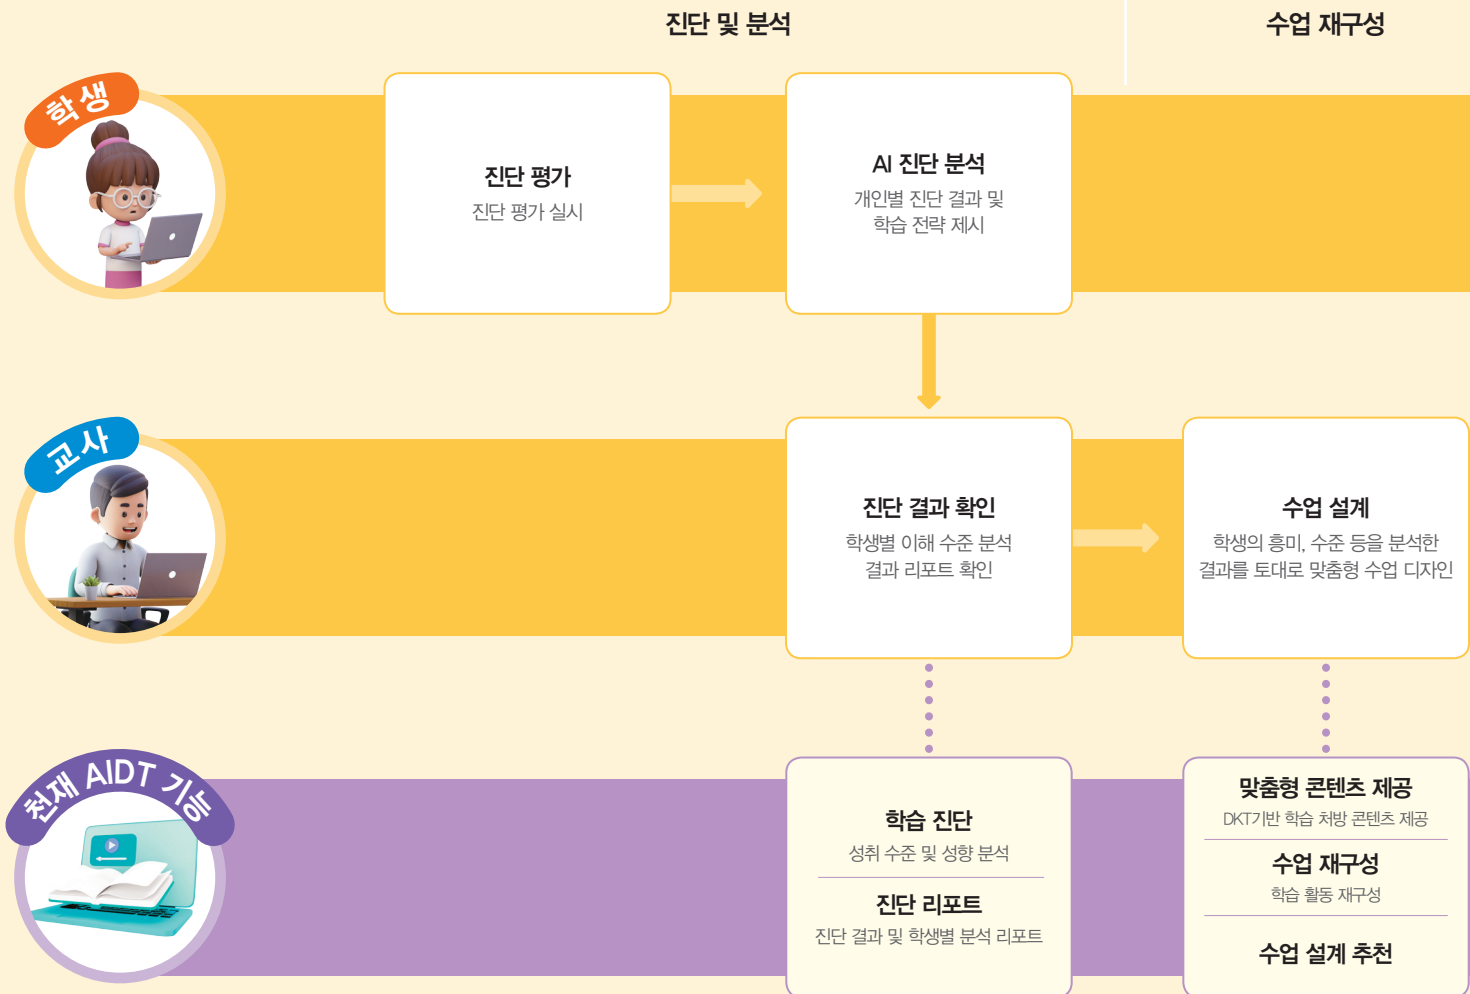 진단 및 분석
수업 재구성
학생
진단 평가
진단 평가 실시
AI 진단 분석
개인별 진단 결과 및
학습 전략 제시
교사
진단 결과 확인
학생별 이해 수준 분석
결과 리포트 확인
수업 설계
학생의 흥미, 수준 등을 분석한
결과를 토대로 맞춤형 수업 디자인
천재 AIDT 기능
학습 진단
성취 수준 및 성향 분석
진단 리포트
진단 결과 및 학생별 분석 리포트
맞춤형 콘텐츠 제공
DKT기반 학습 처방 콘텐츠 제공
수업 재구성
학습 활동 재구성
수업 설계 추천